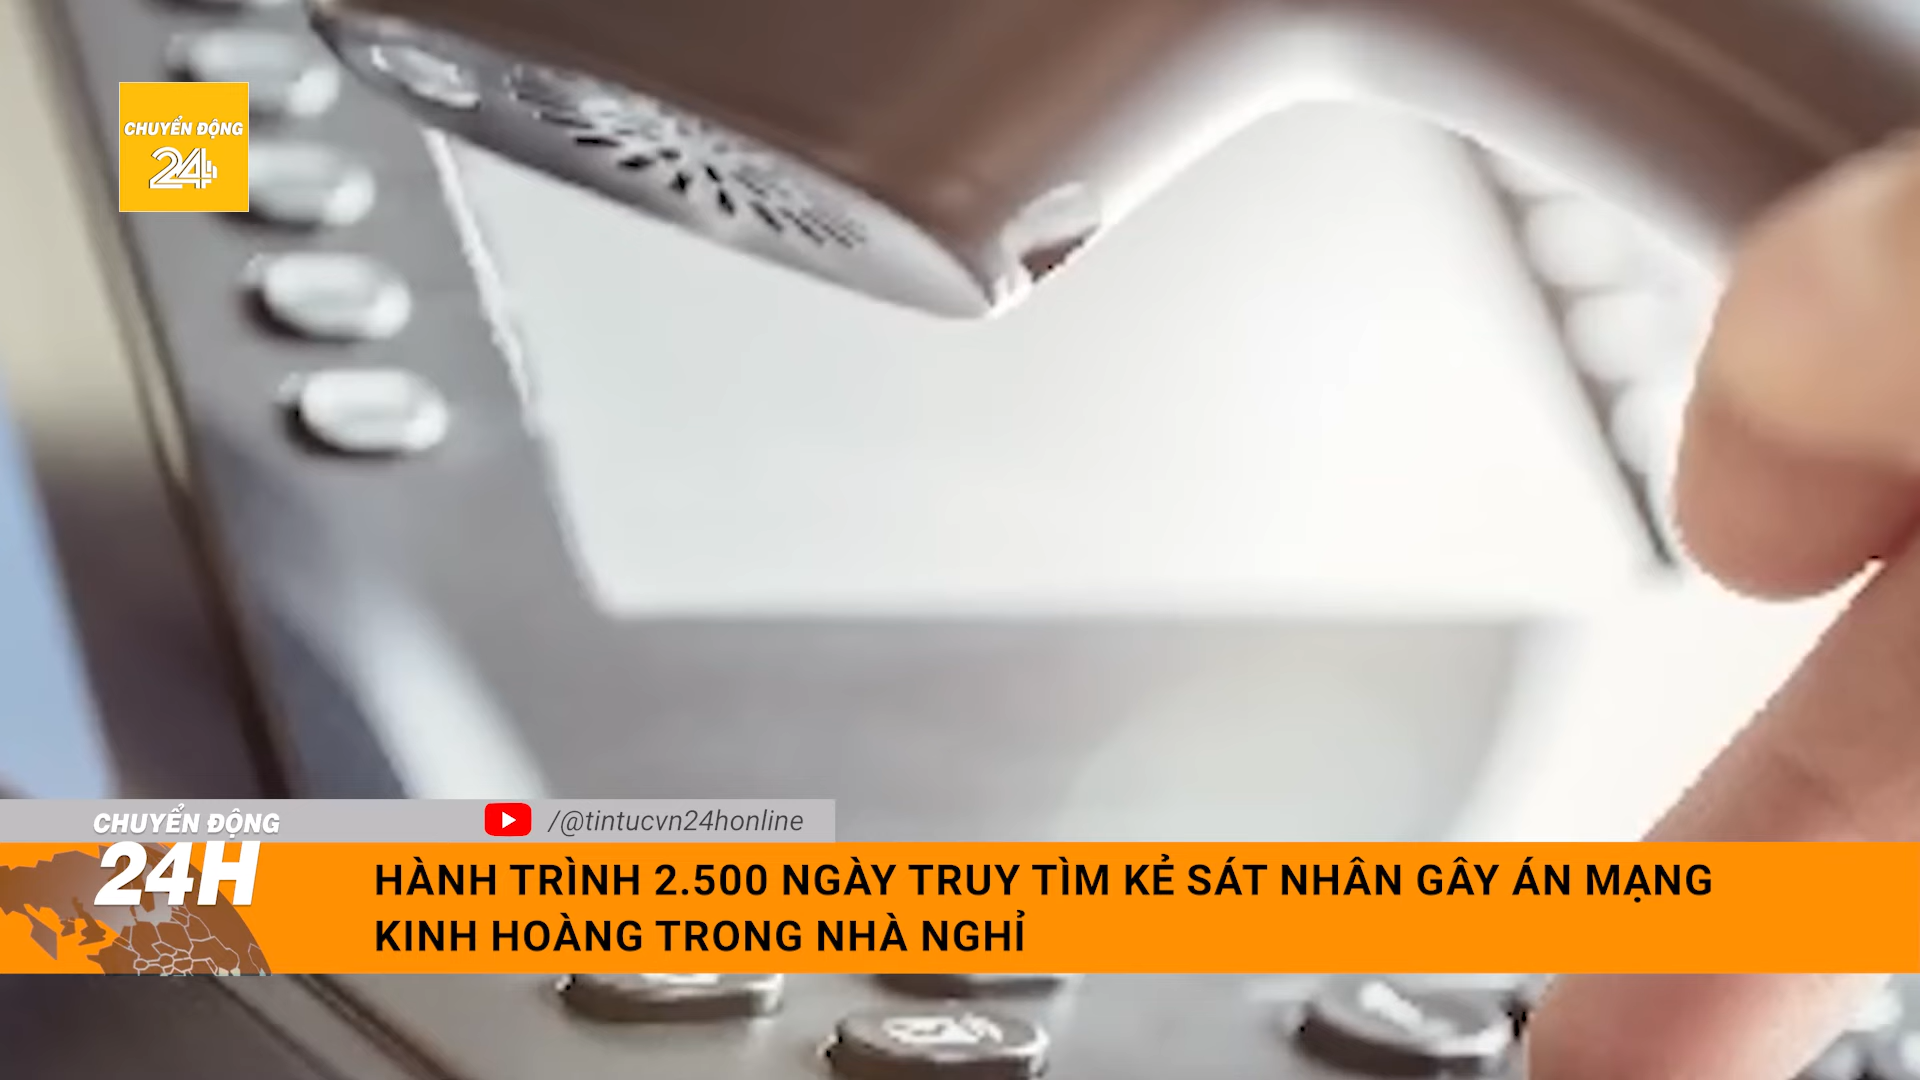 CHUYỂN ĐỘNG
24
CHUYỂN ĐỘNG
24H
/@tintucvn24honline
HÀNH TRÌNH 2.500 NGÀY TRUY TÌM KẺ SÁT NHÂN GÂY ÁN MẠNG
KINH HOÀNG TRONG NHÀ NGHỈ